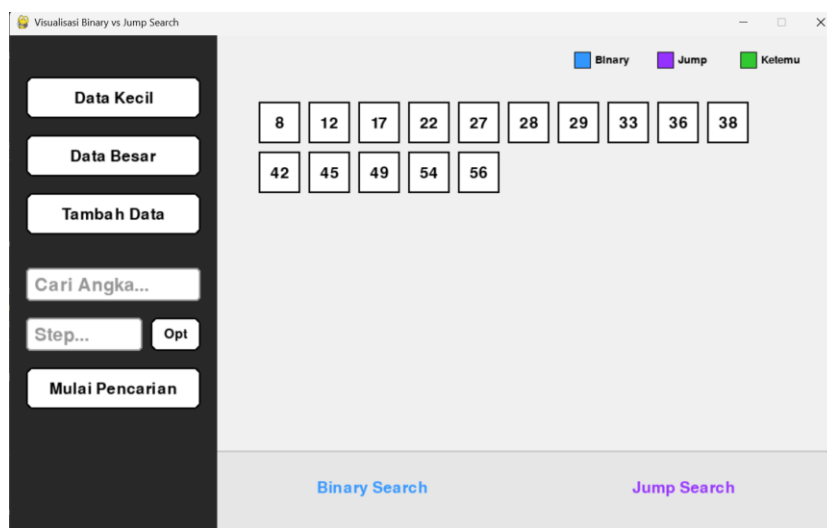 Visualisasi Binary vs Jump Search
Binary Jump Ketemu
Data Kecil
Data Besar
Tambah Data
Cari Angka...
Step... Opt
Mulai Pencarian
8 12 17 22 27 28 29 33 36 38
42 45 49 54 56
Binary Search Jump Search